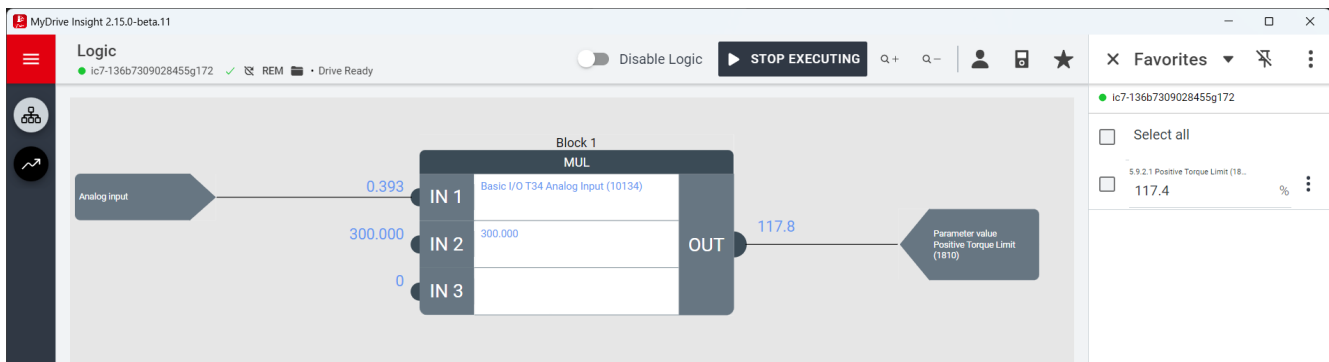 MyDrive Insight 2.15.0-beta.11
Logic
ic7-136b7309028455g172 REM • Drive Ready
Disable Logic
STOP EXECUTING
Favorites
ic7-136b7309028455g172
Select all
5.9.2.1 Positive Torque Limit (18...
117.4 %
Block 1
MUL
Analog input
0.393
IN 1
Basic I/O T34 Analog Input (10134)
300.000
IN 2
300.000
0
IN 3
OUT
117.8
Parameter value
Positive Torque Limit
(1810)